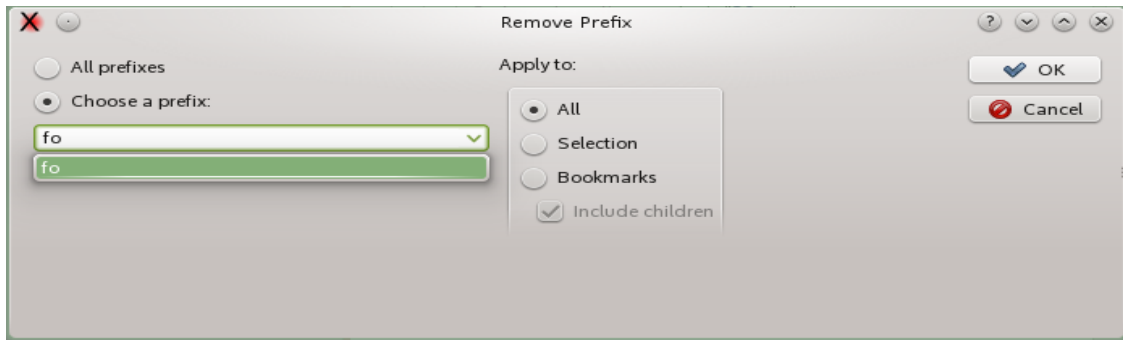 Remove Prefix
All prefixes
Choose a prefix:
fo
fo
Apply to:
All
Selection
Bookmarks
Include children
OK
Cancel